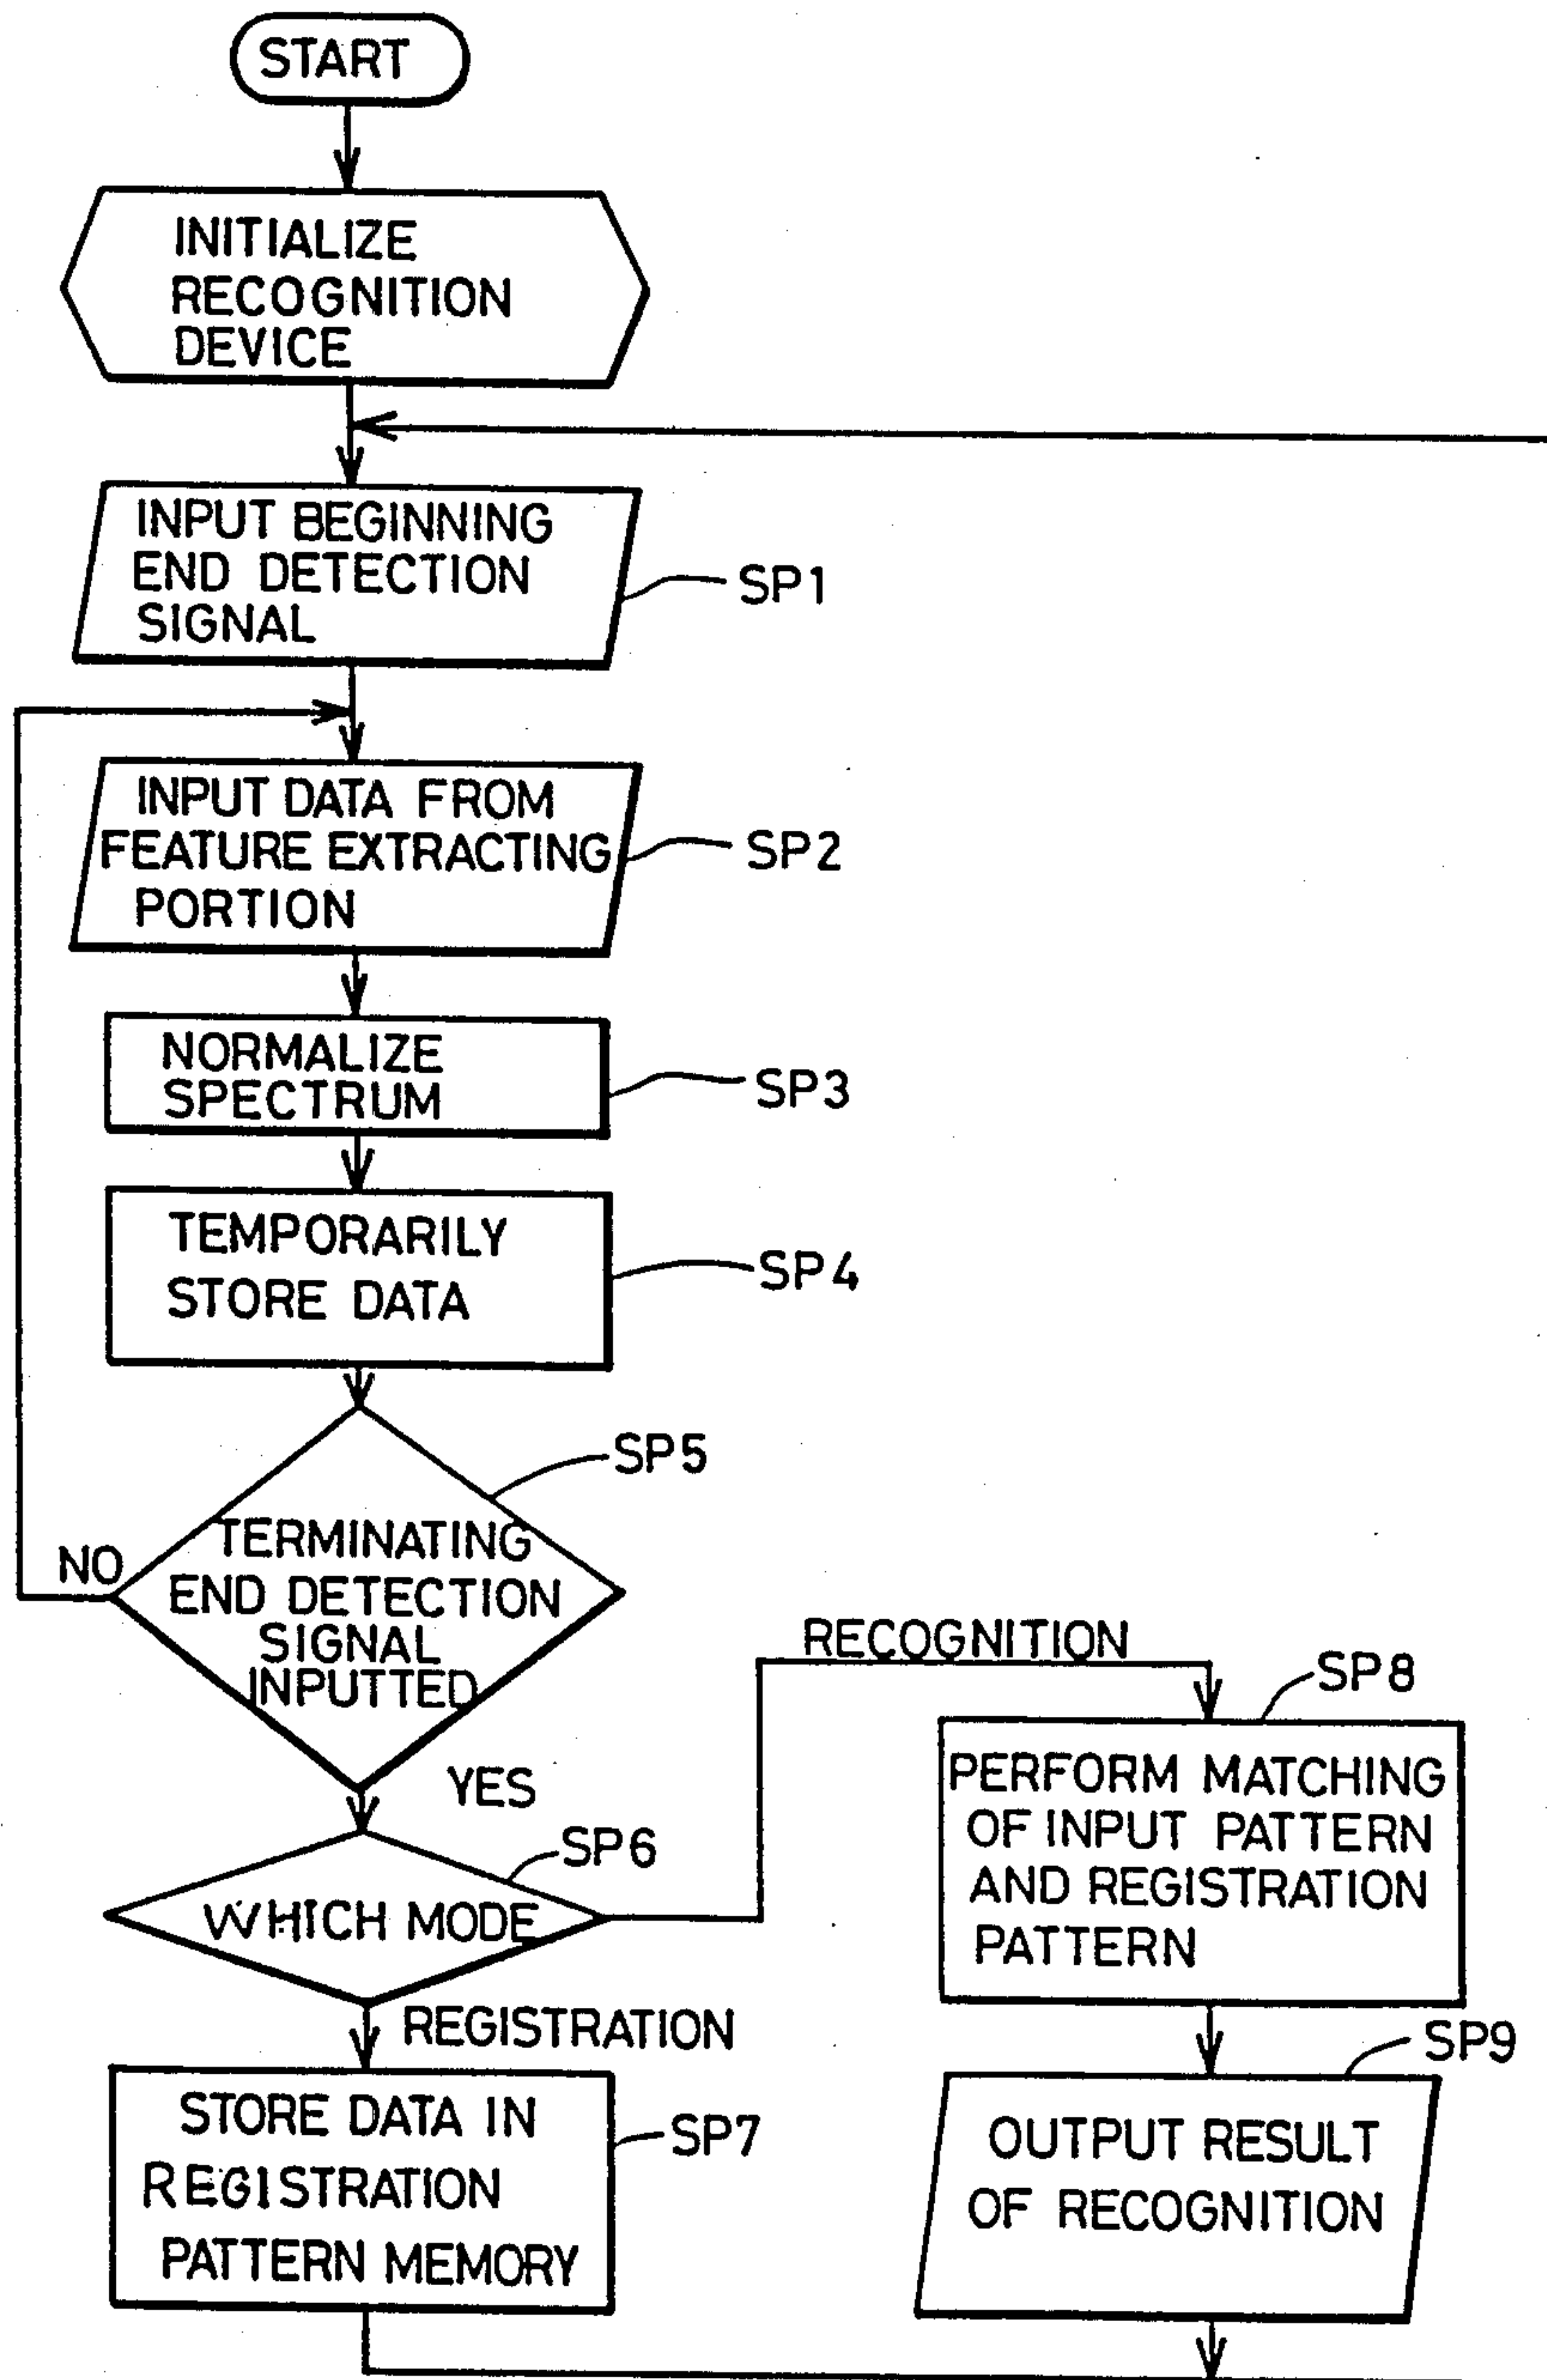 START
INITIALIZE
RECOGNITION
DEVICE
INPUT BEGINNING
END DETECTION
SIGNAL
SP1
INPUT DATA FROM
FEATURE EXTRACTING
PORTION
SP2
NORMALIZE
SPECTRUM
SP3
TEMPORARILY
STORE DATA
SP4
SP5
TERMINATING
END DETECTION
SIGNAL
INPUTTED
NO
YES
SP6
WHICH MODE
RECOGNITION
REGISTRATION
STORE DATA IN
REGISTRATION
PATTERN MEMORY
SP7
SP8
PERFORM MATCHING
OF INPUT PATTERN
AND REGISTRATION
PATTERN
SP9
OUTPUT RESULT
OF RECOGNITION